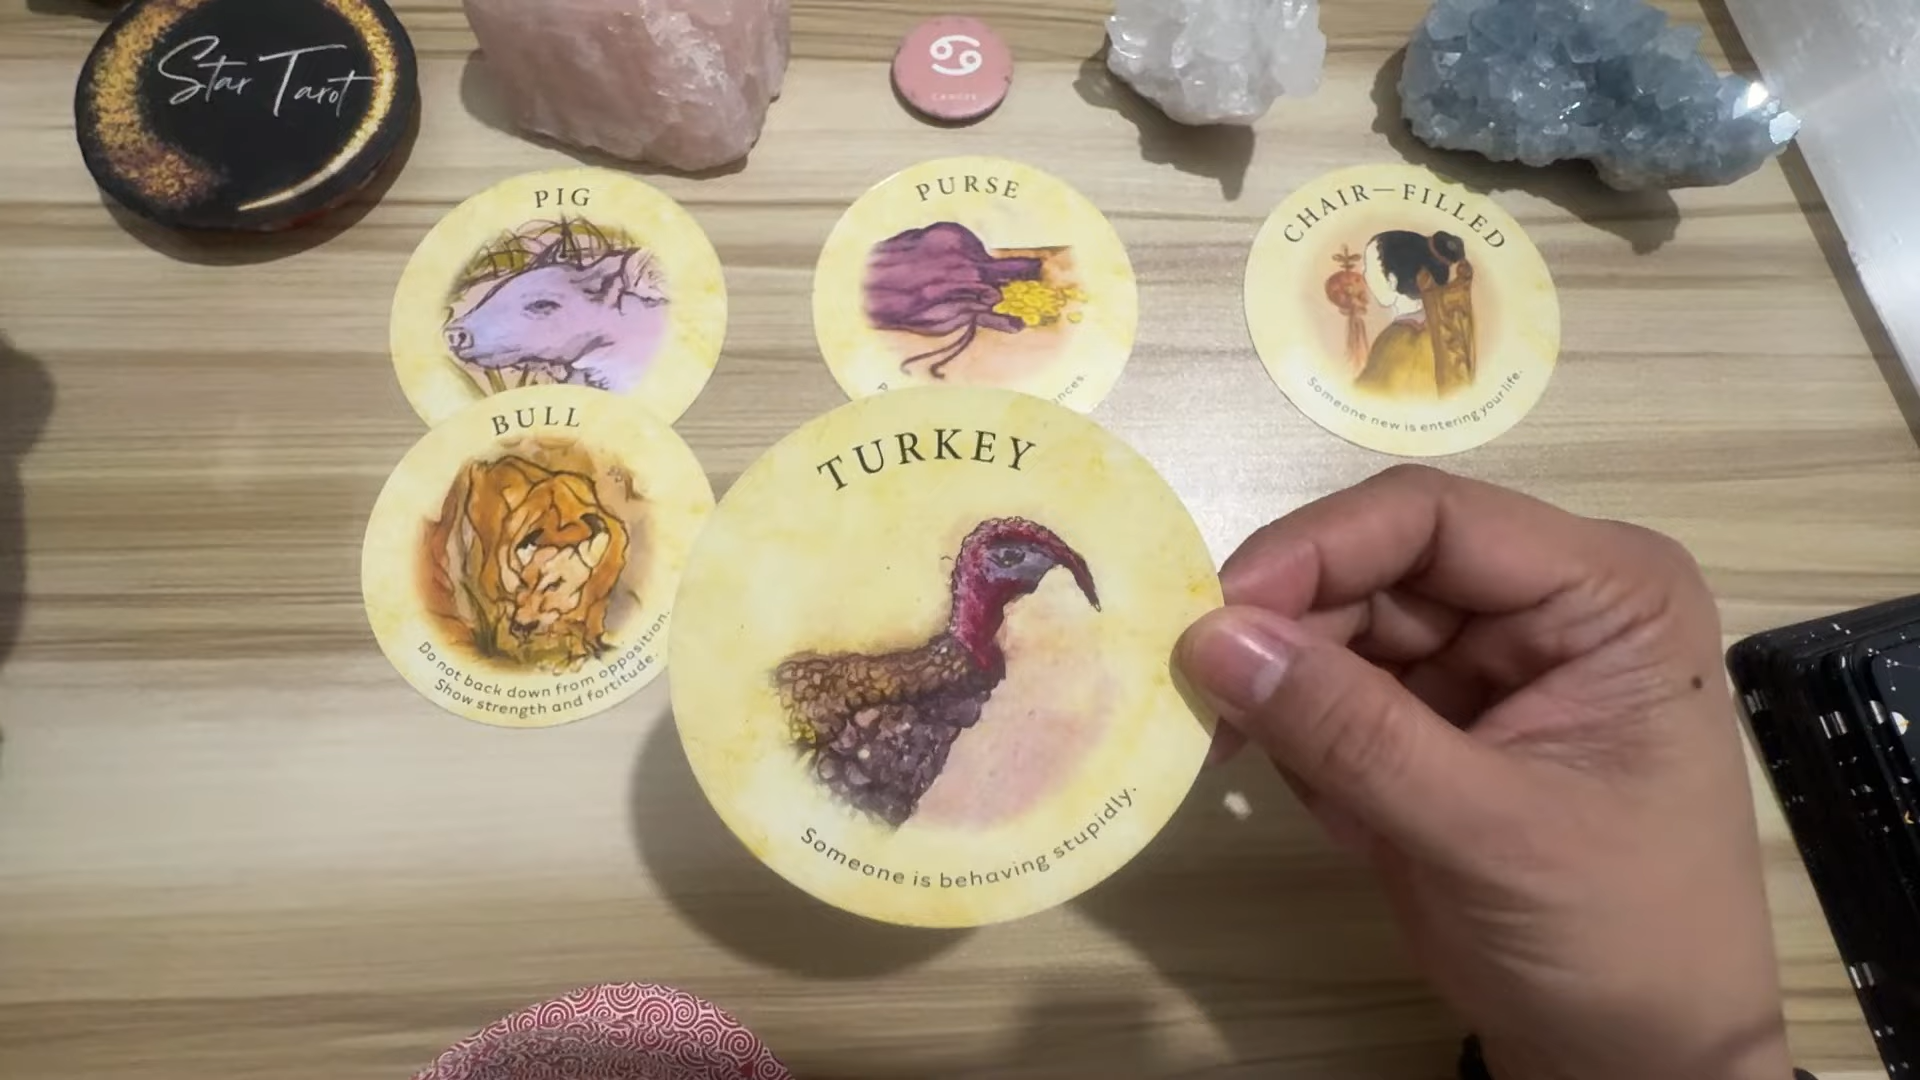 Star Tarot
CANCER
PIG
PURSE
CHAIR—FILLED
Someone new is entering your life.
BULL
Do not back down from opposition.
Show strength and fortitude.
TURKEY
Someone is behaving stupidly.